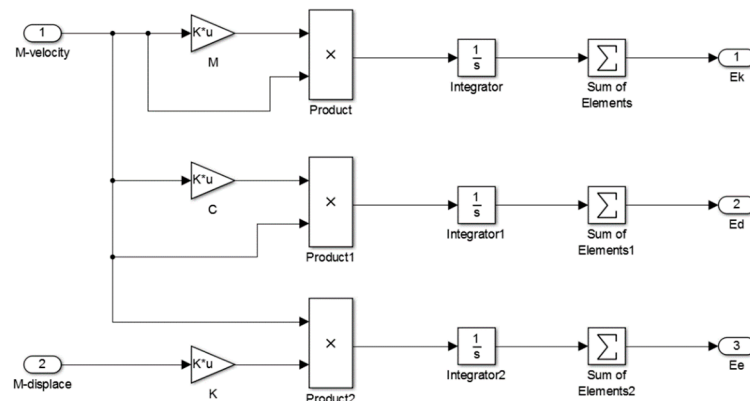 1
M-velocity
K*u
M
×
Product
1
s
Integrator
∑
Sum of
Elements
1
Ek
K*u
C
×
Product1
1
s
Integrator1
∑
Sum of
Elements1
2
Ed
2
M-displace
K*u
K
×
Product2
1
s
Integrator2
∑
Sum of
Elements2
3
Ee